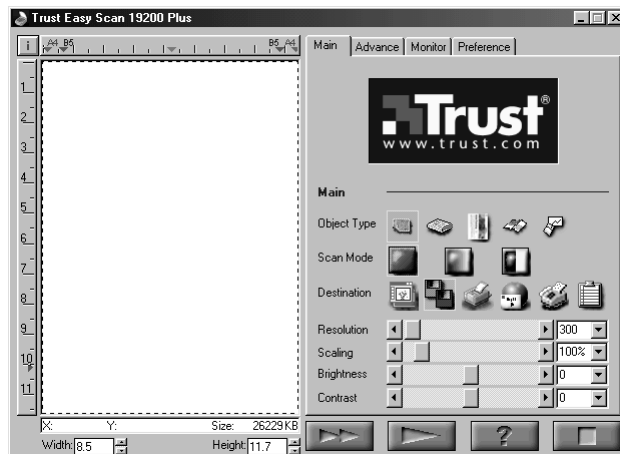 Trust Easy Scan 19200 Plus
i A4 B5 B5 A4
1
2
3
4
5
6
7
8
9
10
11
X: Y: Size: 26229KB
Width: 8.5 Height: 11.7
Main Advance Monitor Preference
Trust®
www.trust.com
Main
Object Type
Scan Mode
Destination
Resolution 300
Scaling 100%
Brightness 0
Contrast 0
?